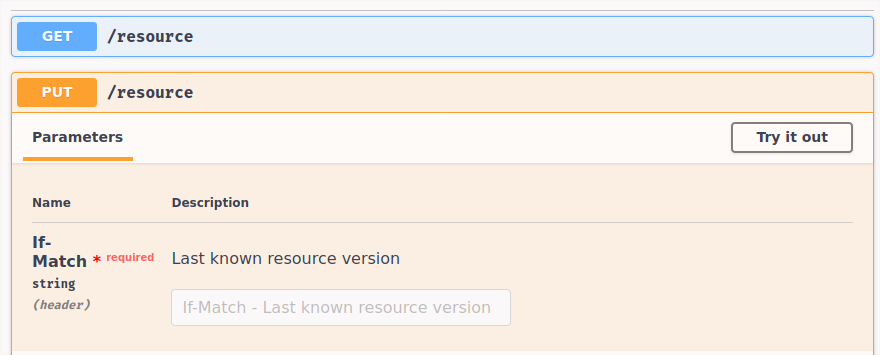 GET /resource
PUT /resource
Parameters
Try it out
Name Description
If-
Match * required
string
(header)
Last known resource version
If-Match - Last known resource version